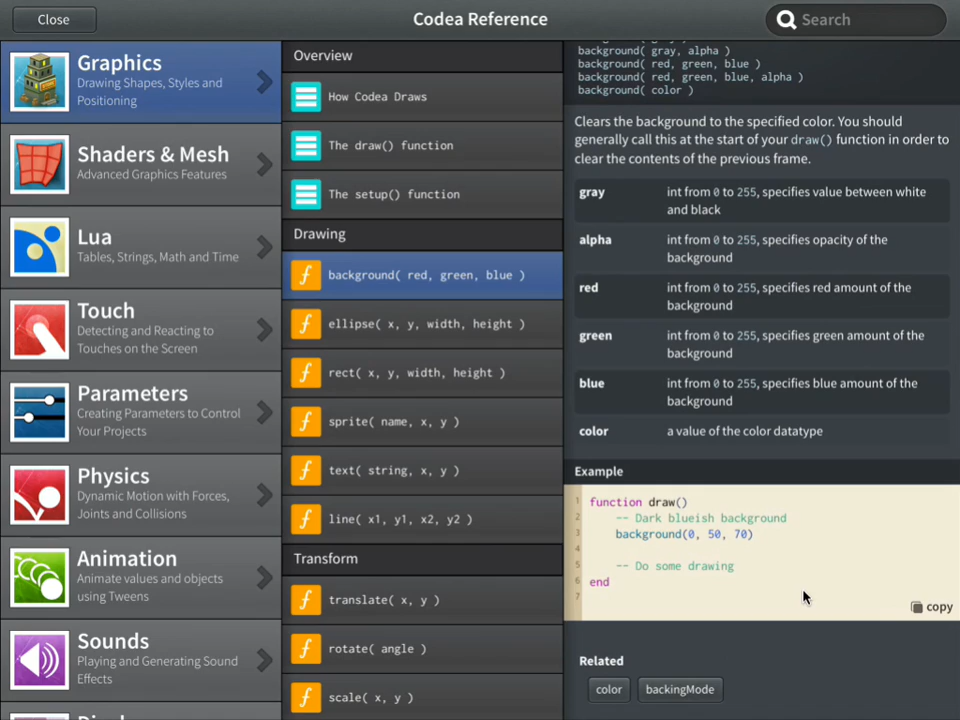 Close
Codea Reference
Search
Graphics
Drawing Shapes, Styles and
Positioning
Shaders & Mesh
Advanced Graphics Features
Lua
Tables, Strings, Math and Time
Touch
Detecting and Reacting to
Touches on the Screen
Parameters
Creating Parameters to Control
Your Projects
Physics
Dynamic Motion with Forces,
Joints and Collisions
Animation
Animate values and objects
using Tweens
Sounds
Playing and Generating Sound
Effects
Overview
How Codea Draws
The draw() function
The setup() function
Drawing
f background( red, green, blue )
f ellipse( x, y, width, height )
f rect( x, y, width, height )
f sprite( name, x, y )
f text( string, x, y )
f line( x1, y1, x2, y2 )
Transform
f translate( x, y )
f rotate( angle )
f scale( x, y )
background( gray, alpha )
background( red, green, blue )
background( red, green, blue, alpha )
background( color )
Clears the background to the specified color. You should
generally call this at the start of your draw() function in order to
clear the contents of the previous frame.
gray int from 0 to 255, specifies value between white
and black
alpha int from 0 to 255, specifies opacity of the
background
red int from 0 to 255, specifies red amount of the
background
green int from 0 to 255, specifies green amount of the
background
blue int from 0 to 255, specifies blue amount of the
background
color a value of the color datatype
Example
1 function draw()
2 -- Dark blueish background
3 background(0, 50, 70)
4
5 -- Do some drawing
6 end
7
copy
Related
color backingMode